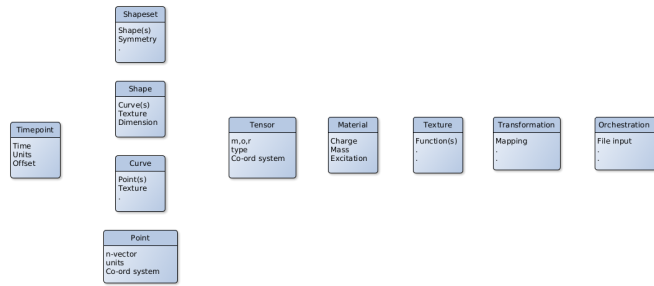 Shapeset
Shape(s)
Symmetry
.
Shape
Curve(s)
Texture
Dimension
Timepoint
Time
Units
Offset
Curve
Point(s)
Texture
.
Point
n-vector
units
Co-ord system
Tensor
m,o,r
type
Co-ord system
Material
Charge
Mass
Excitation
Texture
Function(s)
.
.
Transformation
Mapping
.
.
Orchestration
File input
.
.